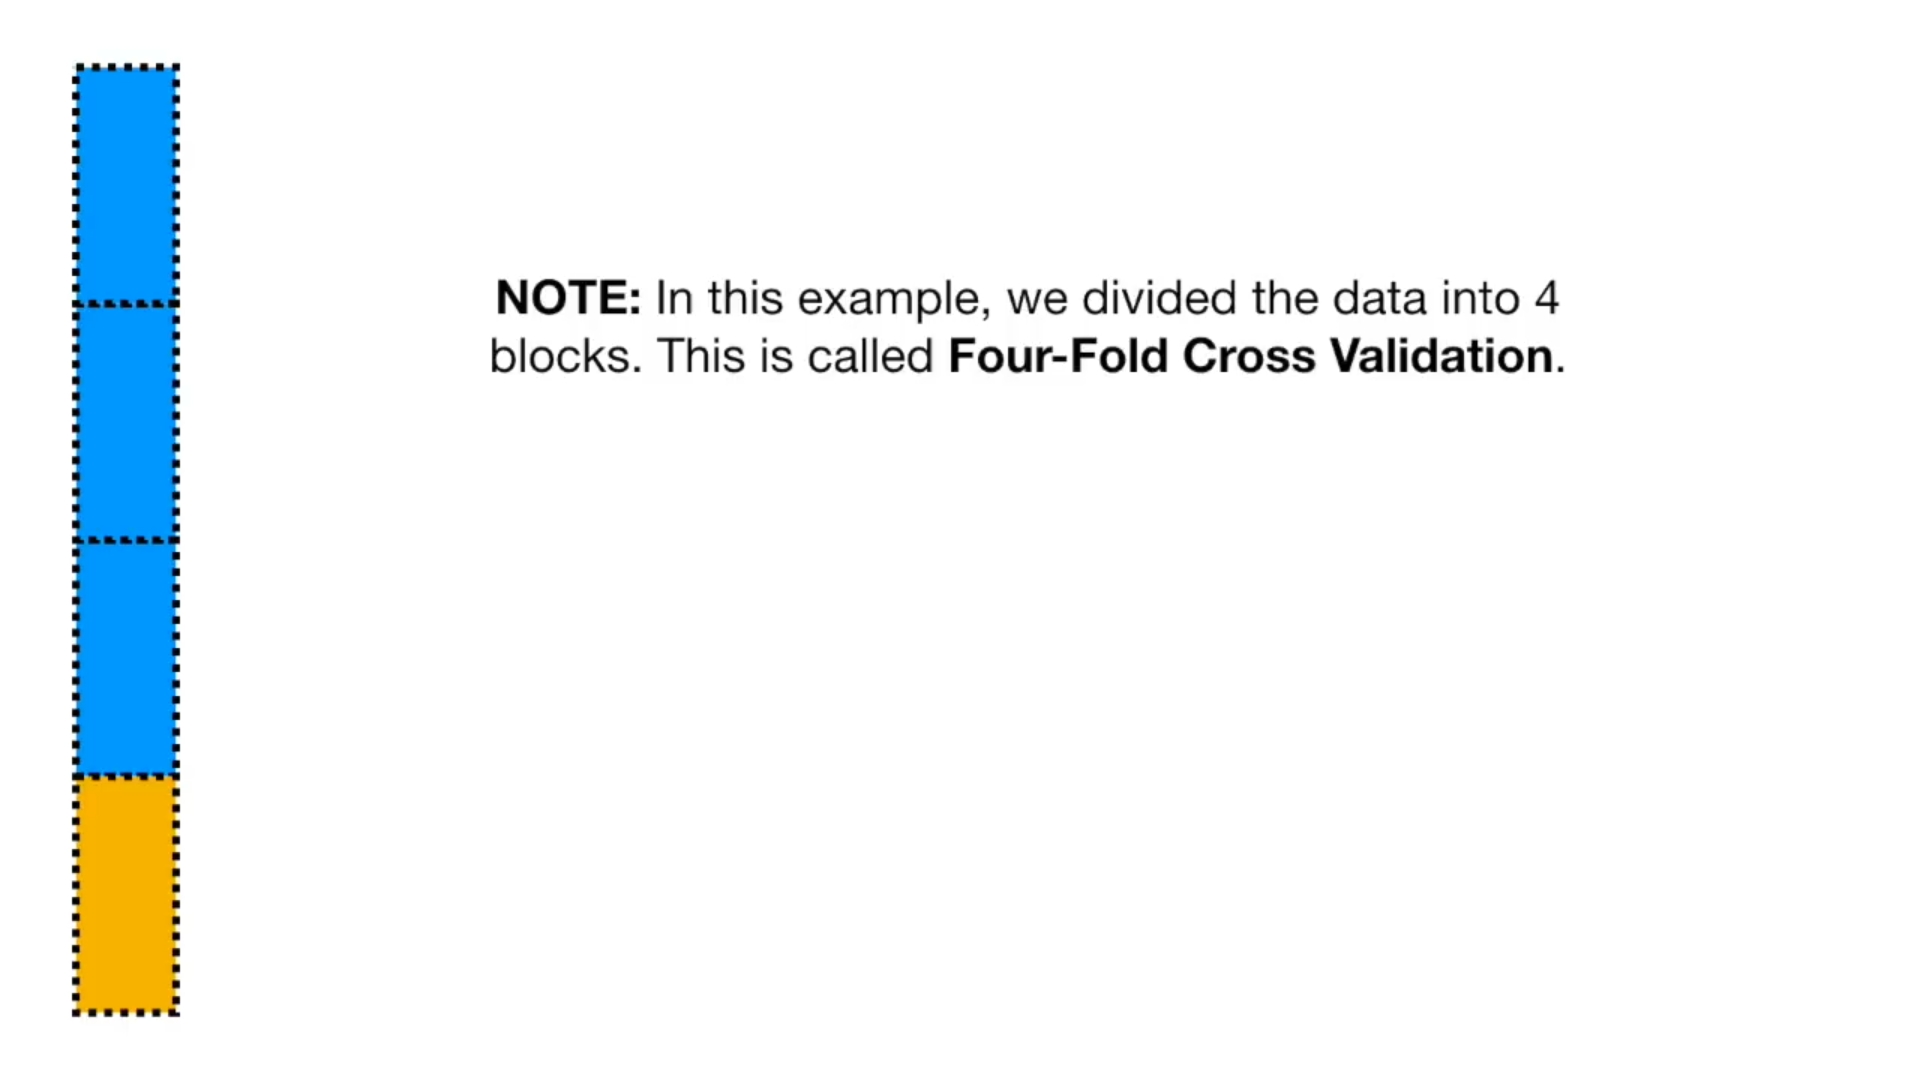 NOTE: In this example, we divided the data into 4
blocks. This is called Four-Fold Cross Validation.